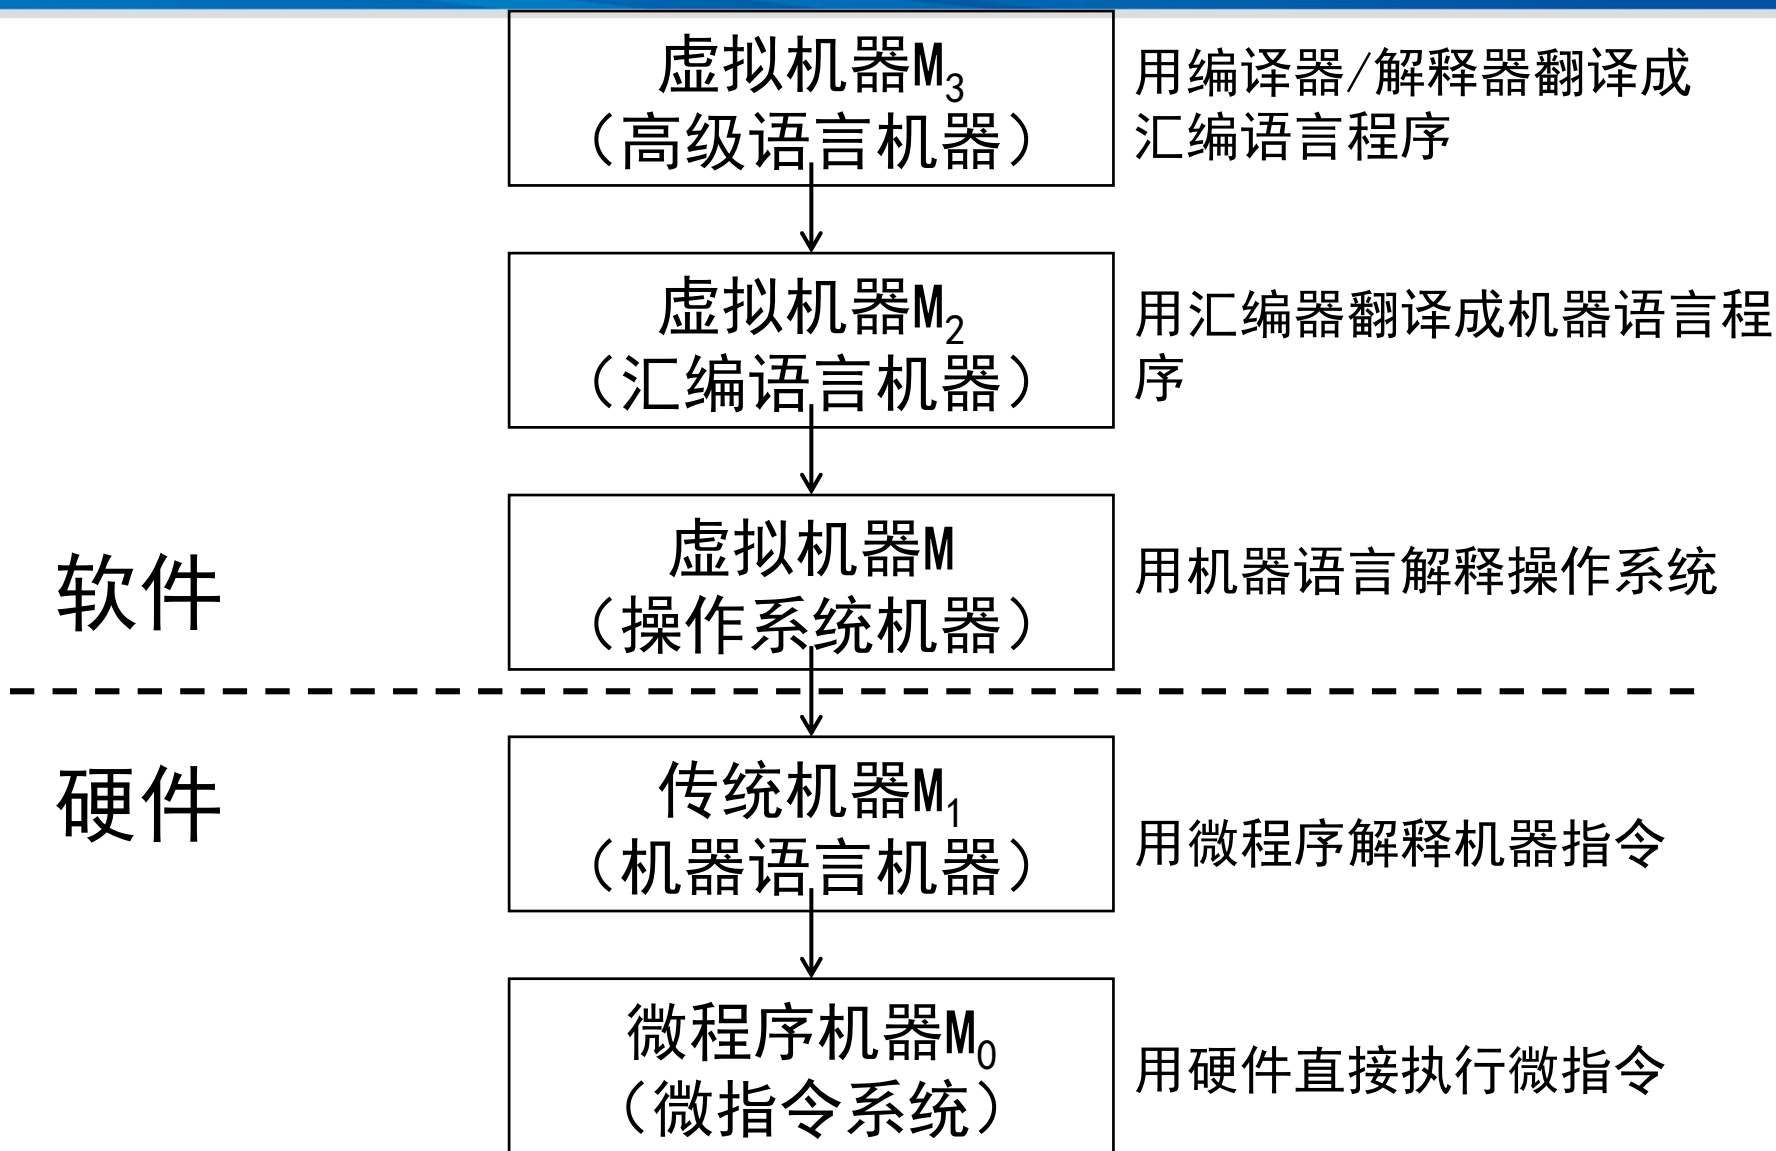 虚拟机器M₃
(高级语言机器)
用编译器/解释器翻译成
汇编语言程序
虚拟机器M₂
(汇编语言机器)
用汇编器翻译成机器语言程
序
软件
虚拟机器M
(操作系统机器)
用机器语言解释操作系统
硬件
传统机器M₁
(机器语言机器)
用微程序解释机器指令
微程序机器M₀
(微指令系统)
用硬件直接执行微指令